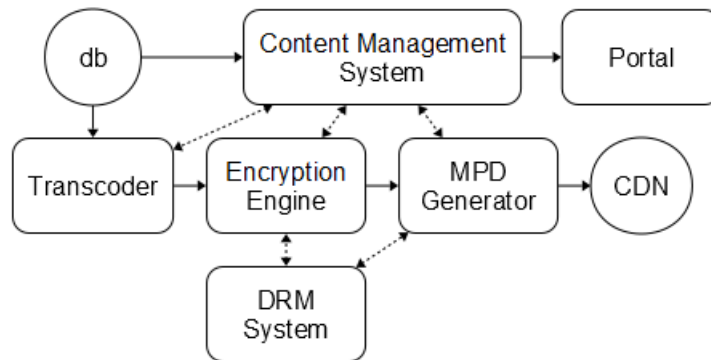 db
Content Management
System
Portal
Transcoder
Encryption
Engine
MPD
Generator
CDN
DRM
System